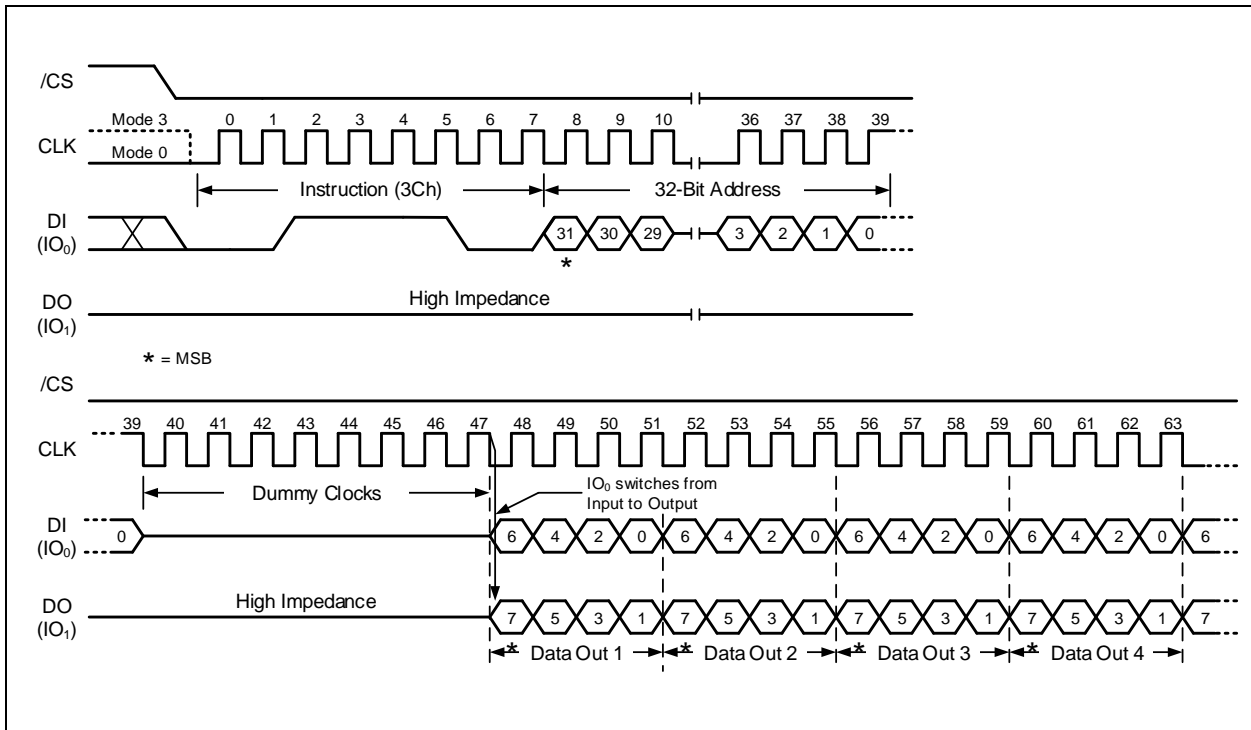 /CS
Mode 3
0 1 2 3 4 5 6 7 8 9 10 36 37 38 39
CLK
Mode 0
Instruction (3Ch) 32-Bit Address
DI
(IO₀)
31 30 29 3 2 1 0
*
High Impedance
DO
(IO₁)
* = MSB
/CS
39 40 41 42 43 44 45 46 47 48 49 50 51 52 53 54 55 56 57 58 59 60 61 62 63
CLK
Dummy Clocks
IO₀ switches from
Input to Output
DI
(IO₀)
0 6 4 2 0 6 4 2 0 6 4 2 0 6 4 2 0 6
High Impedance
DO
(IO₁)
7 5 3 1 7 5 3 1 7 5 3 1 7 5 3 1 7
* Data Out 1 * Data Out 2 * Data Out 3 * Data Out 4